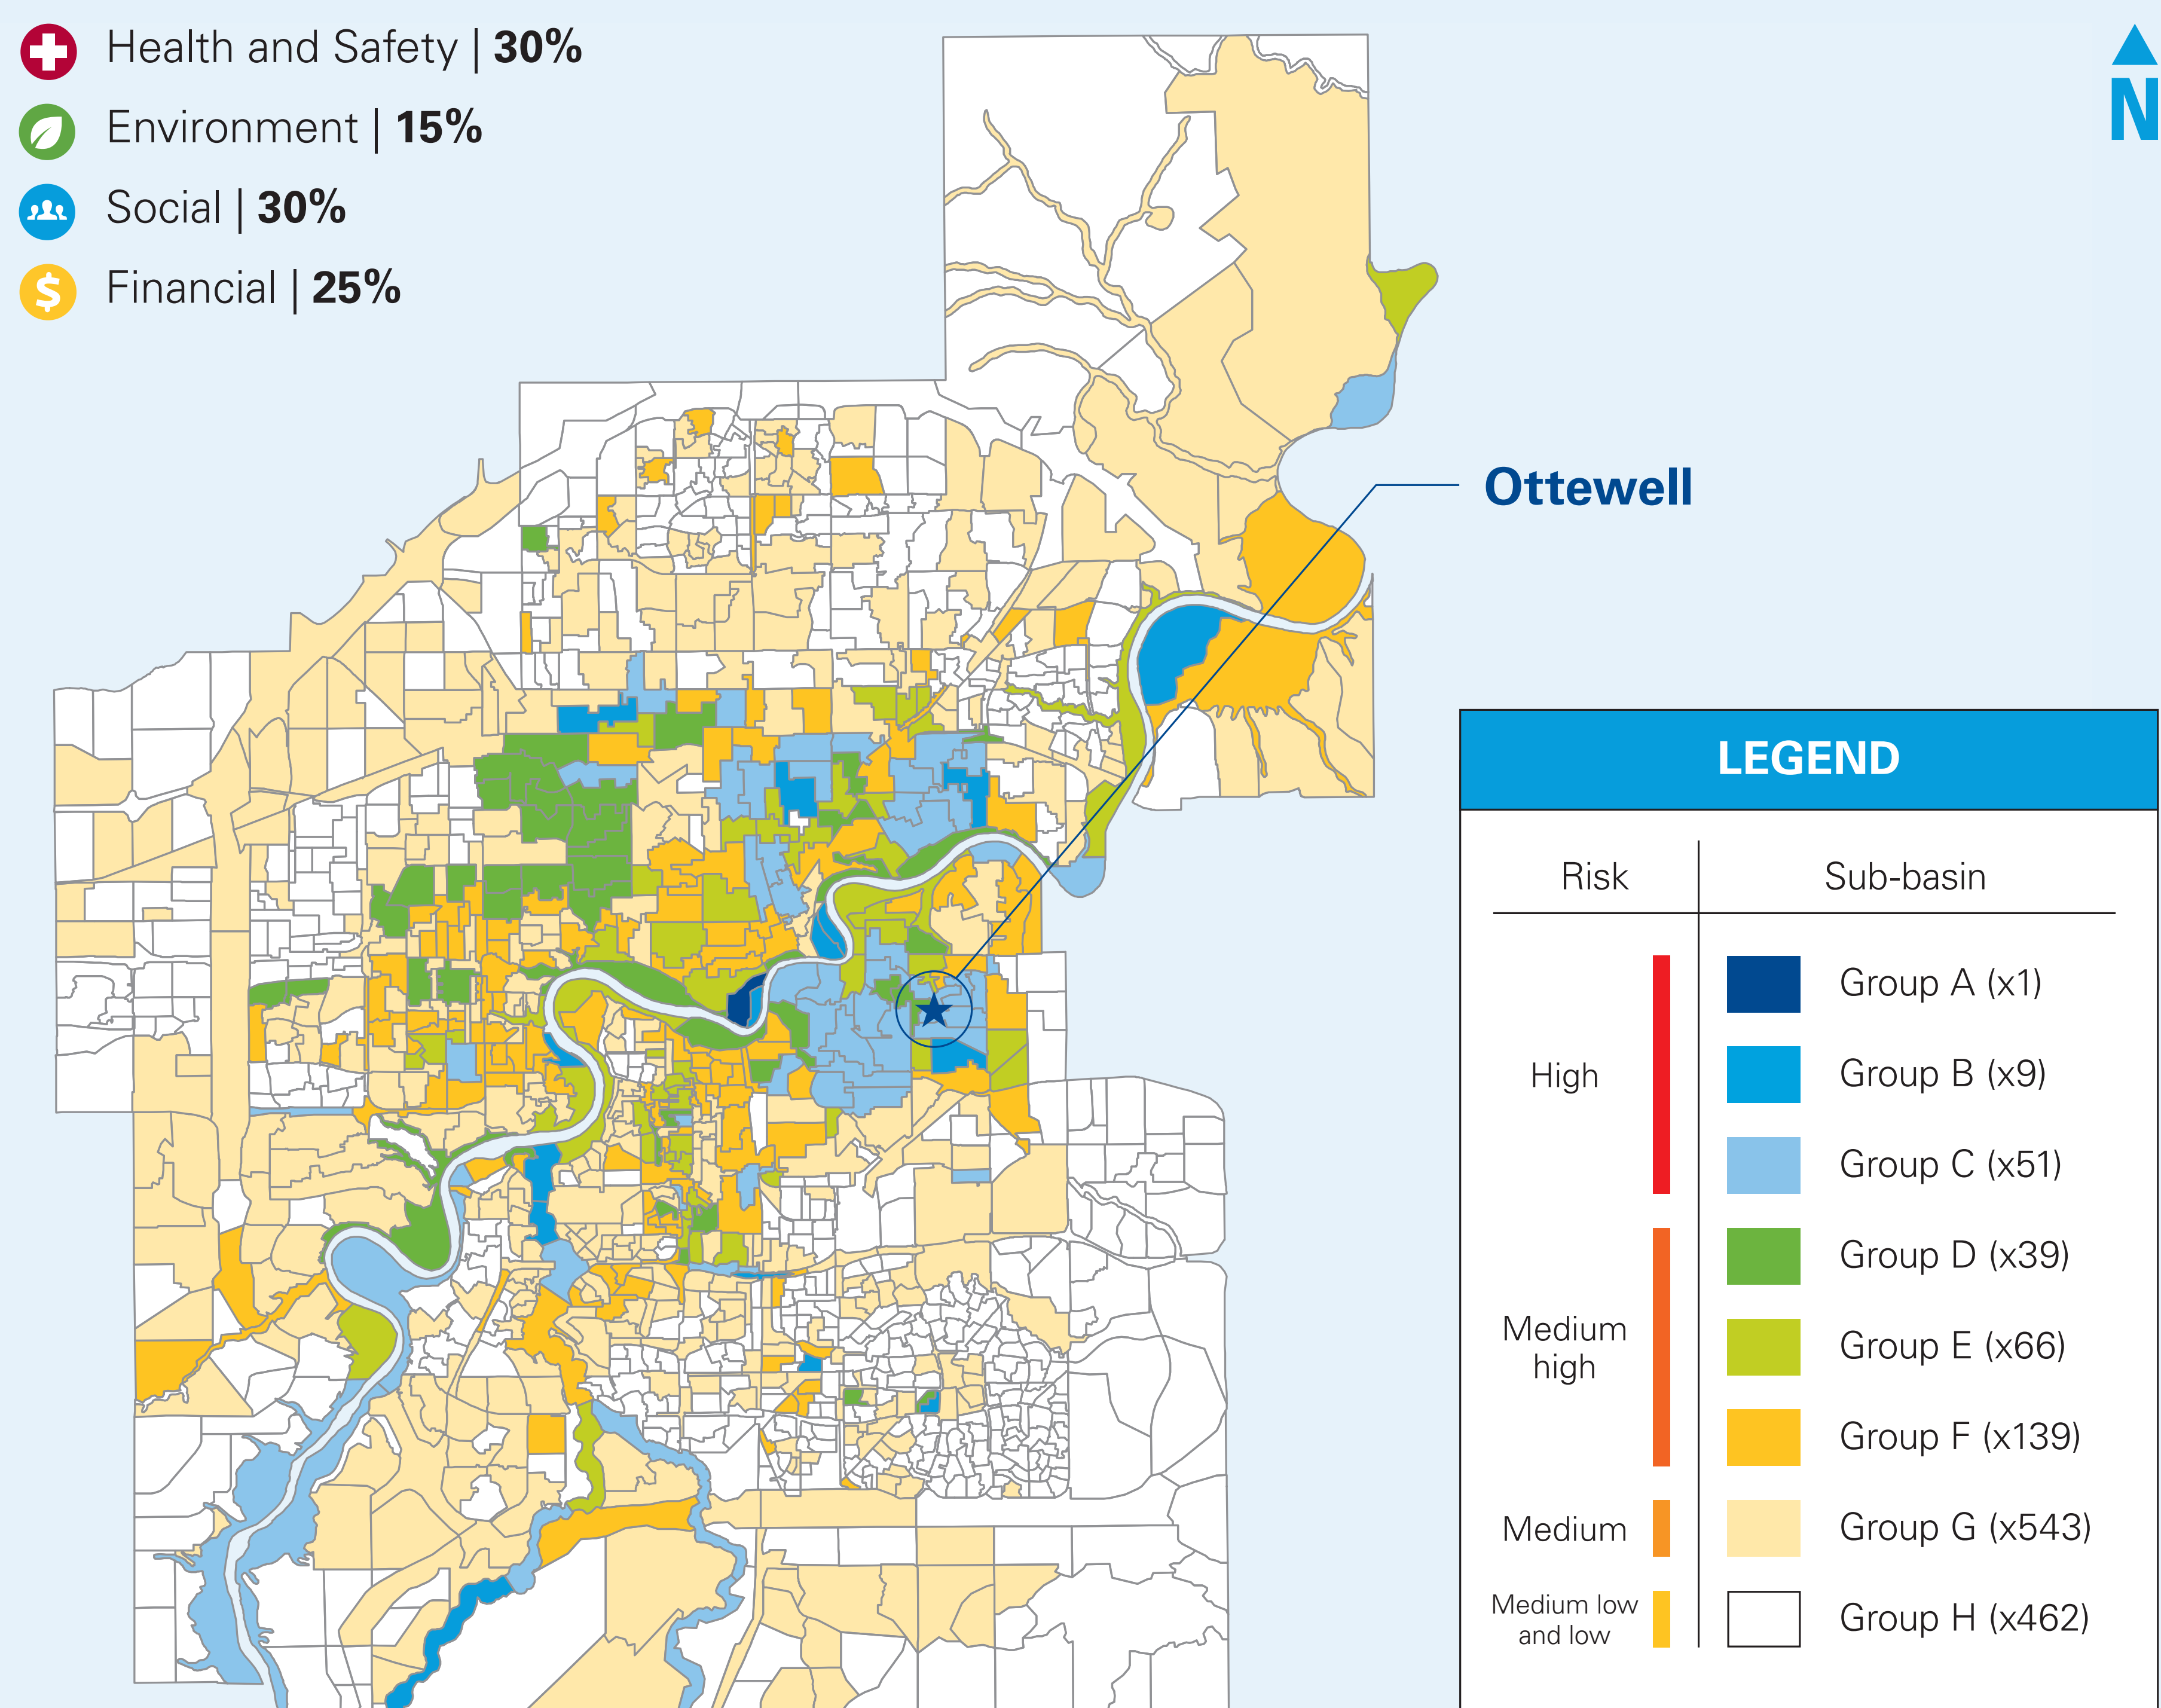 Health and Safety | 30%
Environment | 15%
Social | 30%
$ Financial | 25%
N
Ottewell
LEGEND
Risk Sub-basin
High
Group A (x1)
Group B (x9)
Group C (x51)
Medium
high
Group D (x39)
Group E (x66)
Group F (x139)
Medium Group G (x543)
Medium low
and low
Group H (x462)